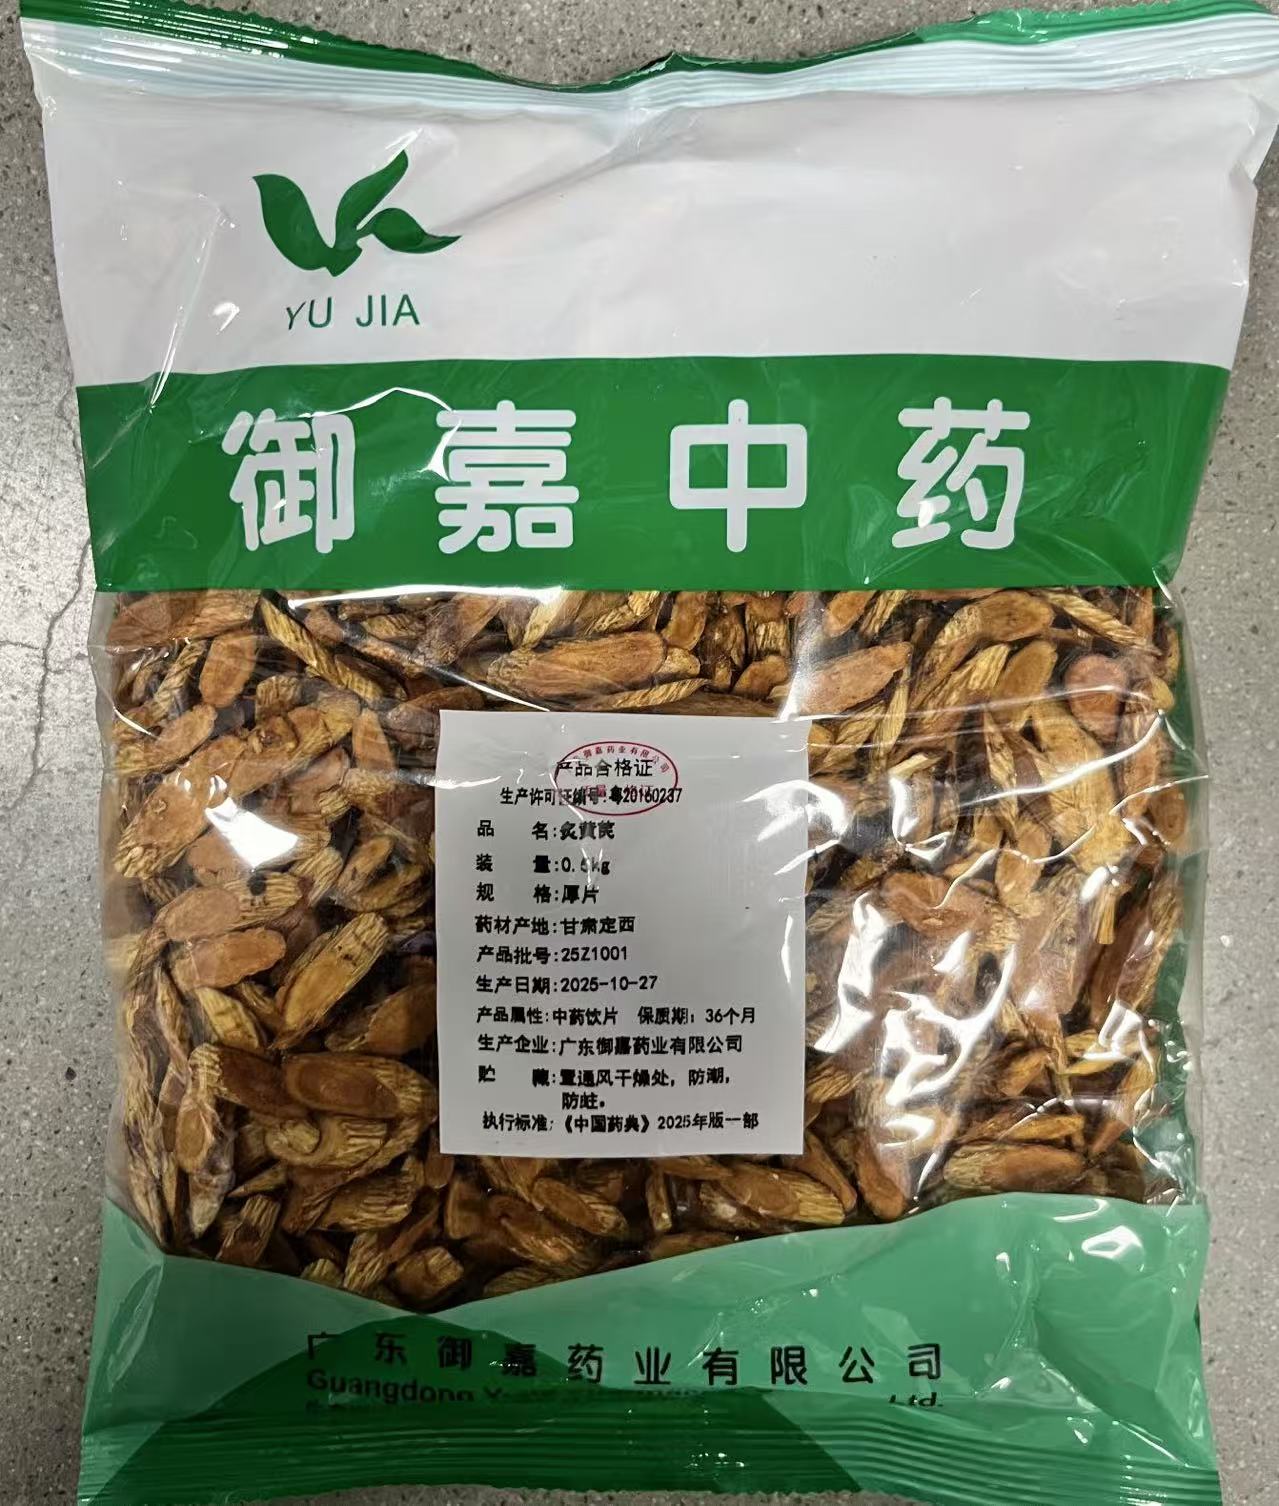 YU JIA
御嘉中药
产品合格证
生产许可证编号:粤20160237
品 名:炙黄芪
装 量:0.5kg
规 格:厚片
药材产地:甘肃定西
产品批号:25Z1001
生产日期:2025-10-27
产品属性:中药饮片 保质期：36个月
生产企业:广东御嘉药业有限公司
贮 藏:置通风干燥处，防潮，
防蛀。
执行标准:《中国药典》2025年版一部
广东御嘉药业有限公司
Guangdong Ltd.